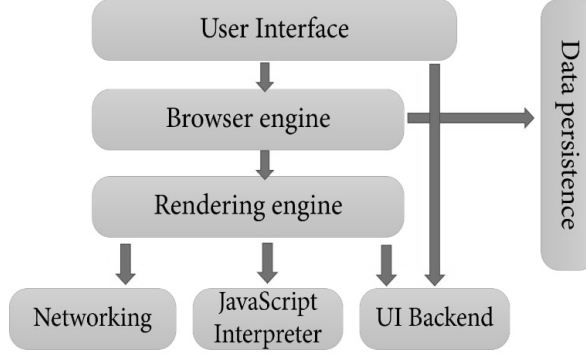 User Interface
Browser engine
Data persistence
Rendering engine
Networking
JavaScript
Interpreter
UI Backend